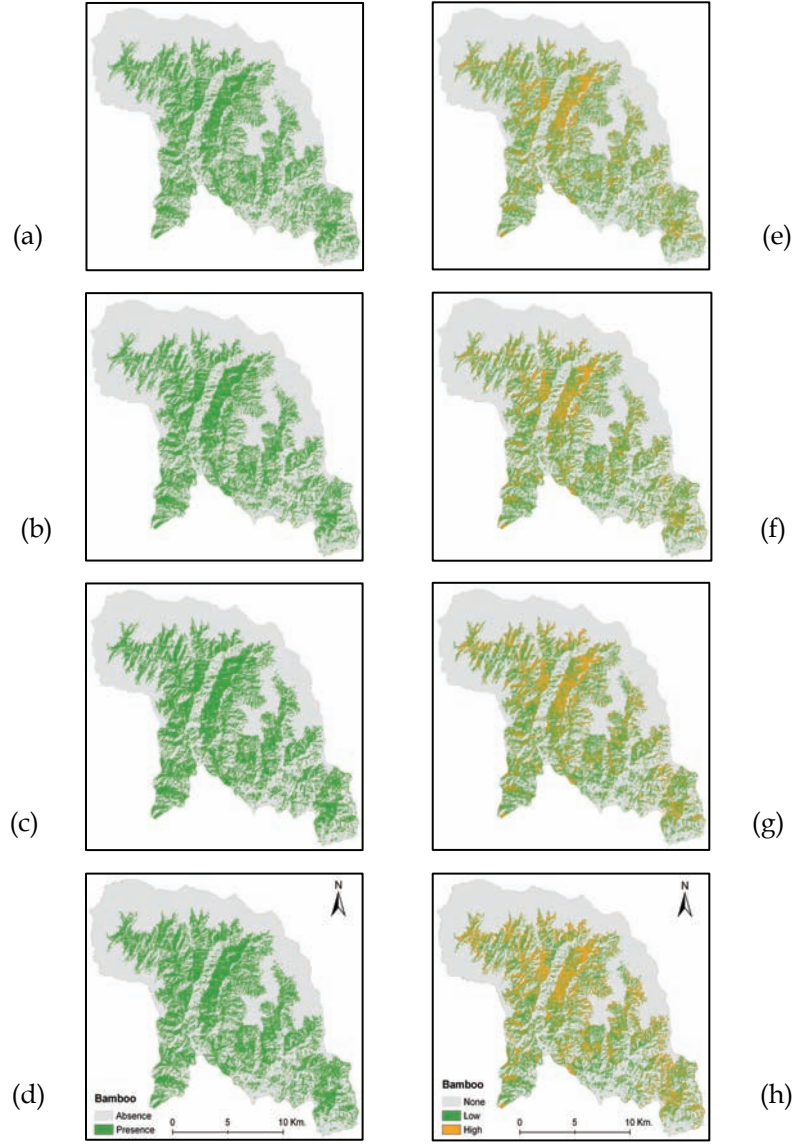 (a)
(e)
(b)
(f)
(c)
(g)
N
N
(d)
Bamboo
Absence
Presence
0 5 10 Km.
Bamboo
None
Low
High
0 5 10 Km.
(h)